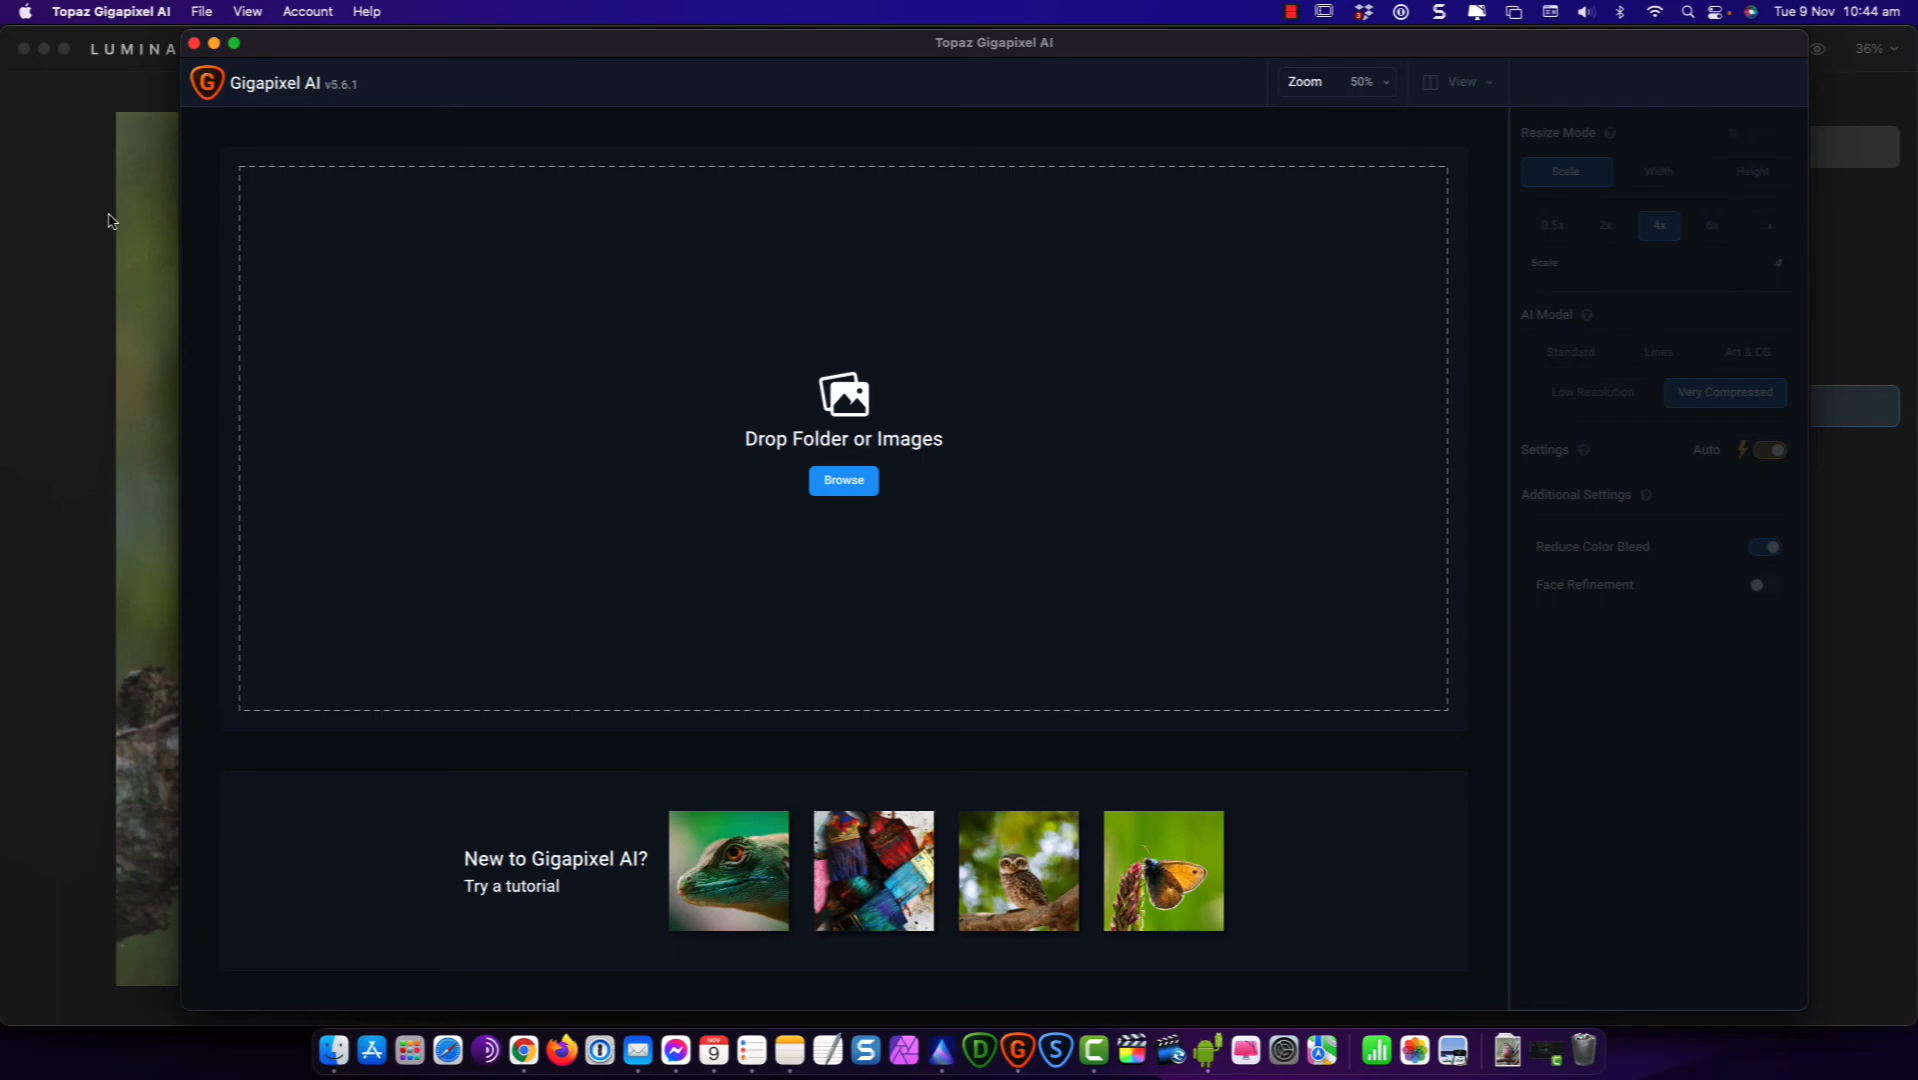 Topaz Gigapixel AI File View Account Help Tue 9 Nov 10:44 am
LUMINA 36%
Topaz Gigapixel AI
Gigapixel AI v5.6.1 Zoom 50% View
Resize Mode
Scale Width Height
0.5x 2x 4x 6x
Scale 4
AI Model
Standard Lines Art & CG
Low Resolution Very Compressed
Settings Auto
Additional Settings
Reduce Color Bleed
Face Refinement
Drop Folder or Images
Browse
New to Gigapixel AI?
Try a tutorial
NOV
9